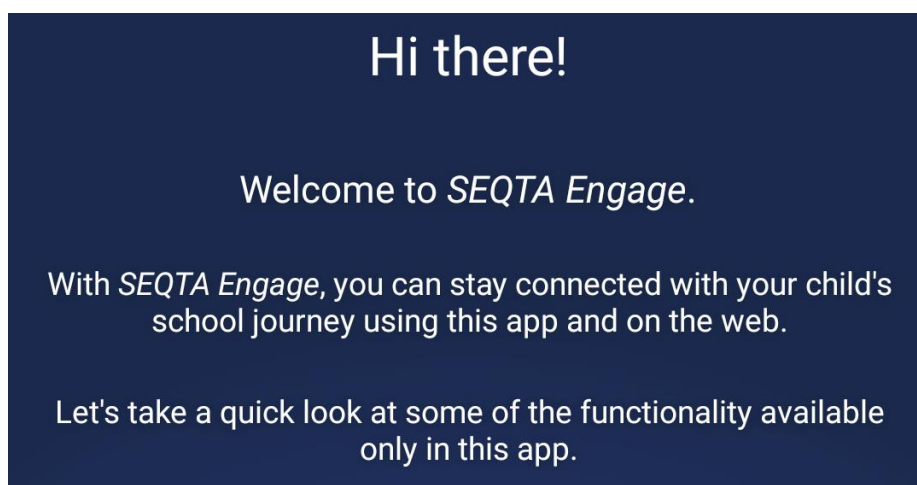 Hi there!
Welcome to SEQTA Engage.
With SEQTA Engage, you can stay connected with your child's
school journey using this app and on the web.
Let's take a quick look at some of the functionality available
only in this app.